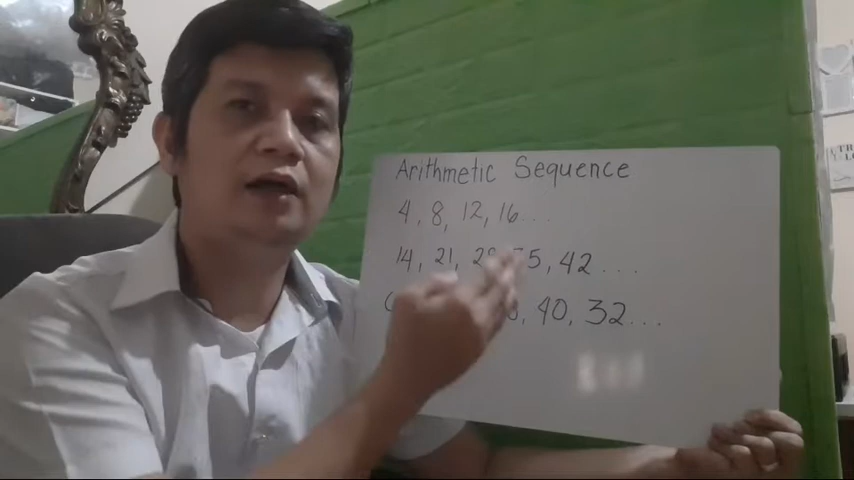 Arithmetic Sequence
4, 8, 12, 16...
14, 21, 28, 35, 42...
40, 32...